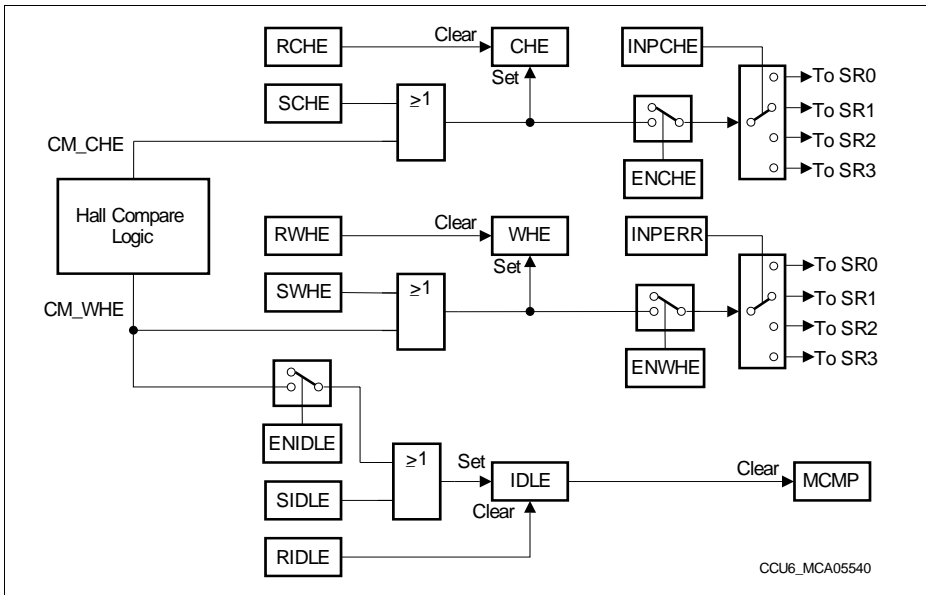 RCHE
Clear
CHE
INPCHE
Set
SCHE
≥1
To SR0
To SR1
To SR2
To SR3
CM_CHE
ENCHE
Hall Compare
Logic
RWHE
Clear
WHE
INPERR
Set
SWHE
≥1
To SR0
To SR1
To SR2
To SR3
CM_WHE
ENWHE
ENIDLE
≥1
Set
IDLE
Clear
MCMP
SIDLE
Clear
RIDLE
CCU6_MCA05540